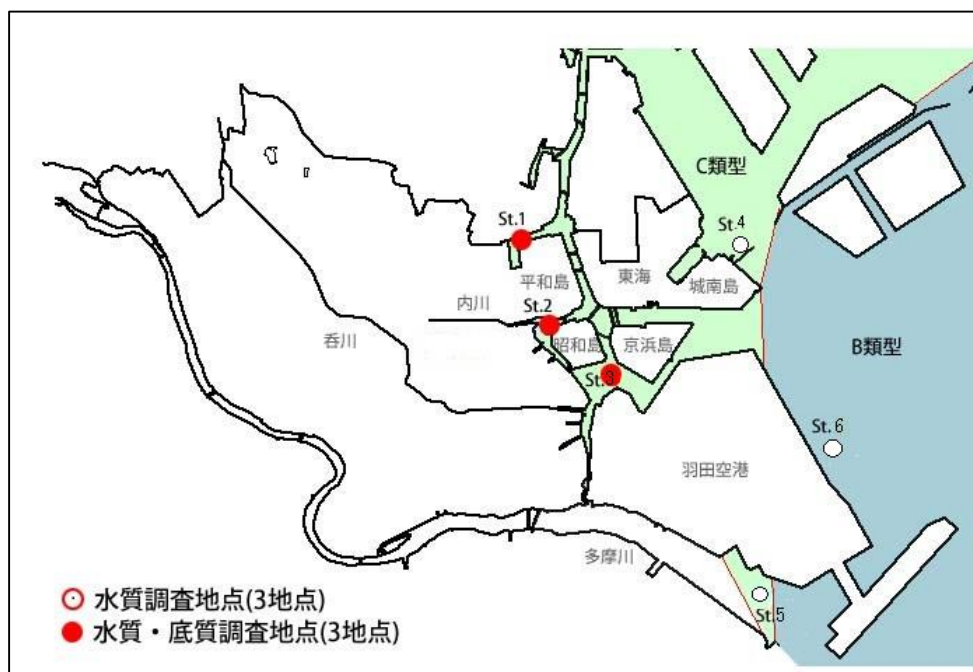 C類型
St.4
St.1
東海
平和島
城南島
内川
St.2
B類型
呑川
昭和島
京浜島
St.3
St.6
羽田空港
多摩川
St.5
水質調査地点(3地点)
水質・底質調査地点(3地点)